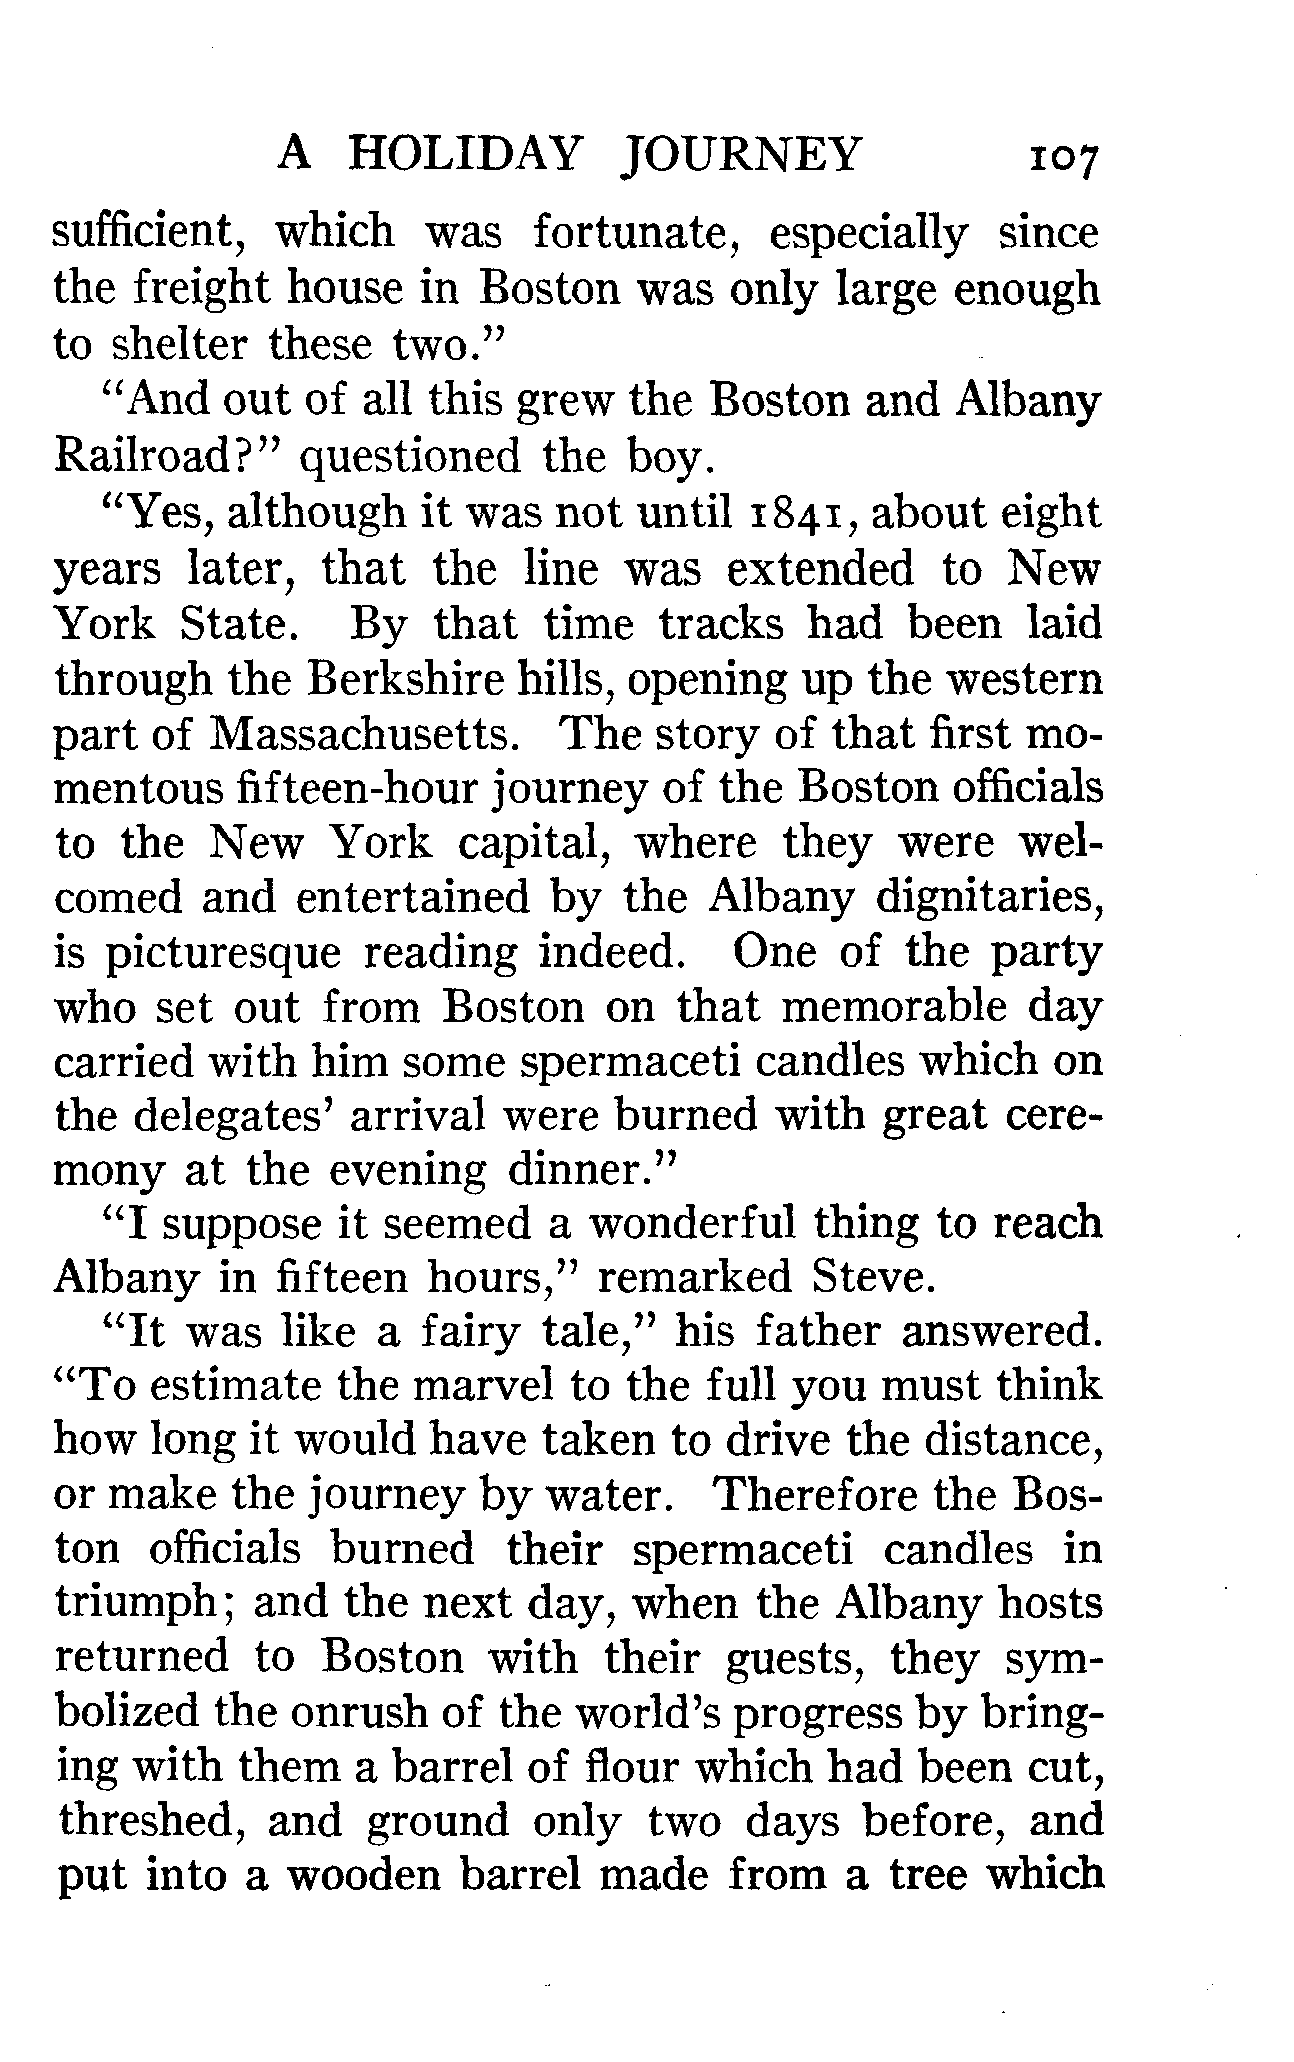 A HOLIDAY JOURNEY 107
sufficient, which was fortunate, especially since
the freight house in Boston was only large enough
to shelter these two.”
“And out of all this grew the Boston and Albany
Railroad?” questioned the boy.
“Yes, although it was not until 1841, about eight
years later, that the line was extended to New
York State. By that time tracks had been laid
through the Berkshire hills, opening up the western
part of Massachusetts. The story of that first mo-
mentous fifteen-hour journey of the Boston officials
to the New York capital, where they were wel-
comed and entertained by the Albany dignitaries,
is picturesque reading indeed. One of the party
who set out from Boston on that memorable day
carried with him some spermaceti candles which on
the delegates’ arrival were burned with great cere-
mony at the evening dinner.”
“I suppose it seemed a wonderful thing to reach
Albany in fifteen hours,” remarked Steve.
“It was like a fairy tale,” his father answered.
“To estimate the marvel to the full you must think
how long it would have taken to drive the distance,
or make the journey by water. Therefore the Bos-
ton officials burned their spermaceti candles in
triumph; and the next day, when the Albany hosts
returned to Boston with their guests, they sym-
bolized the onrush of the world’s progress by bring-
ing with them a barrel of flour which had been cut,
threshed, and ground only two days before, and
put into a wooden barrel made from a tree which